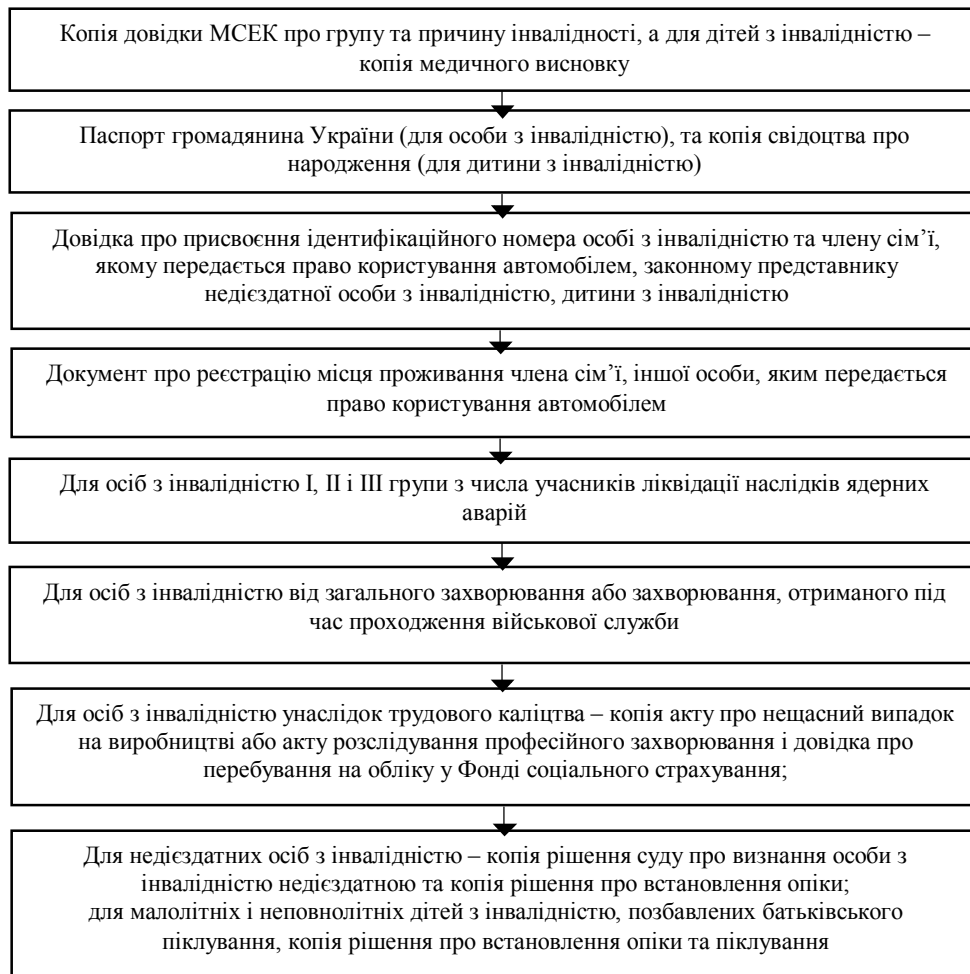 Копія довідки МСЕК про групу та причину інвалідності, а для дітей з інвалідністю –
копія медичного висновку
Паспорт громадянина України (для особи з інвалідністю), та копія свідоцтва про
народження (для дитини з інвалідністю)
Довідка про присвоєння ідентифікаційного номера особі з інвалідністю та члену сім’ї,
якому передається право користування автомобілем, законному представнику
недієздатної особи з інвалідністю, дитини з інвалідністю
Документ про реєстрацію місця проживання члена сім’ї, іншої особи, яким передається
право користування автомобілем
Для осіб з інвалідністю I, II і III групи з числа учасників ліквідації наслідків ядерних
аварій
Для осіб з інвалідністю від загального захворювання або захворювання, отриманого під
час проходження військової служби
Для осіб з інвалідністю унаслідок трудового каліцтва – копія акту про нещасний випадок
на виробництві або акту розслідування професійного захворювання і довідка про
перебування на обліку у Фонді соціального страхування;
Для недієздатних осіб з інвалідністю – копія рішення суду про визнання особи з
інвалідністю недієздатною та копія рішення про встановлення опіки;
для малолітніх і неповнолітніх дітей з інвалідністю, позбавлених батьківського
піклування, копія рішення про встановлення опіки та піклування